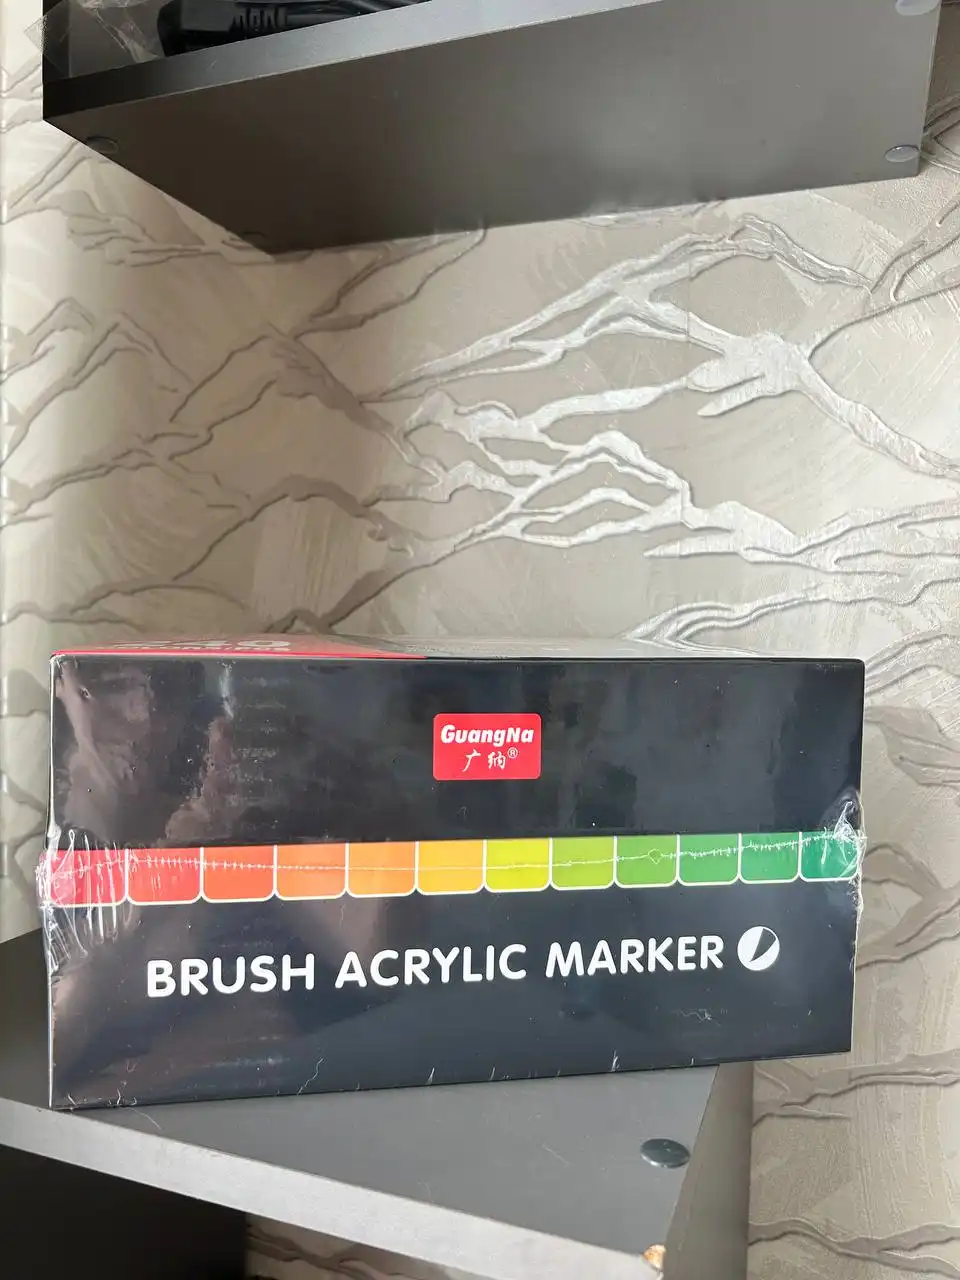 GuangNa
广纳®
BRUSH ACRYLIC MARKER